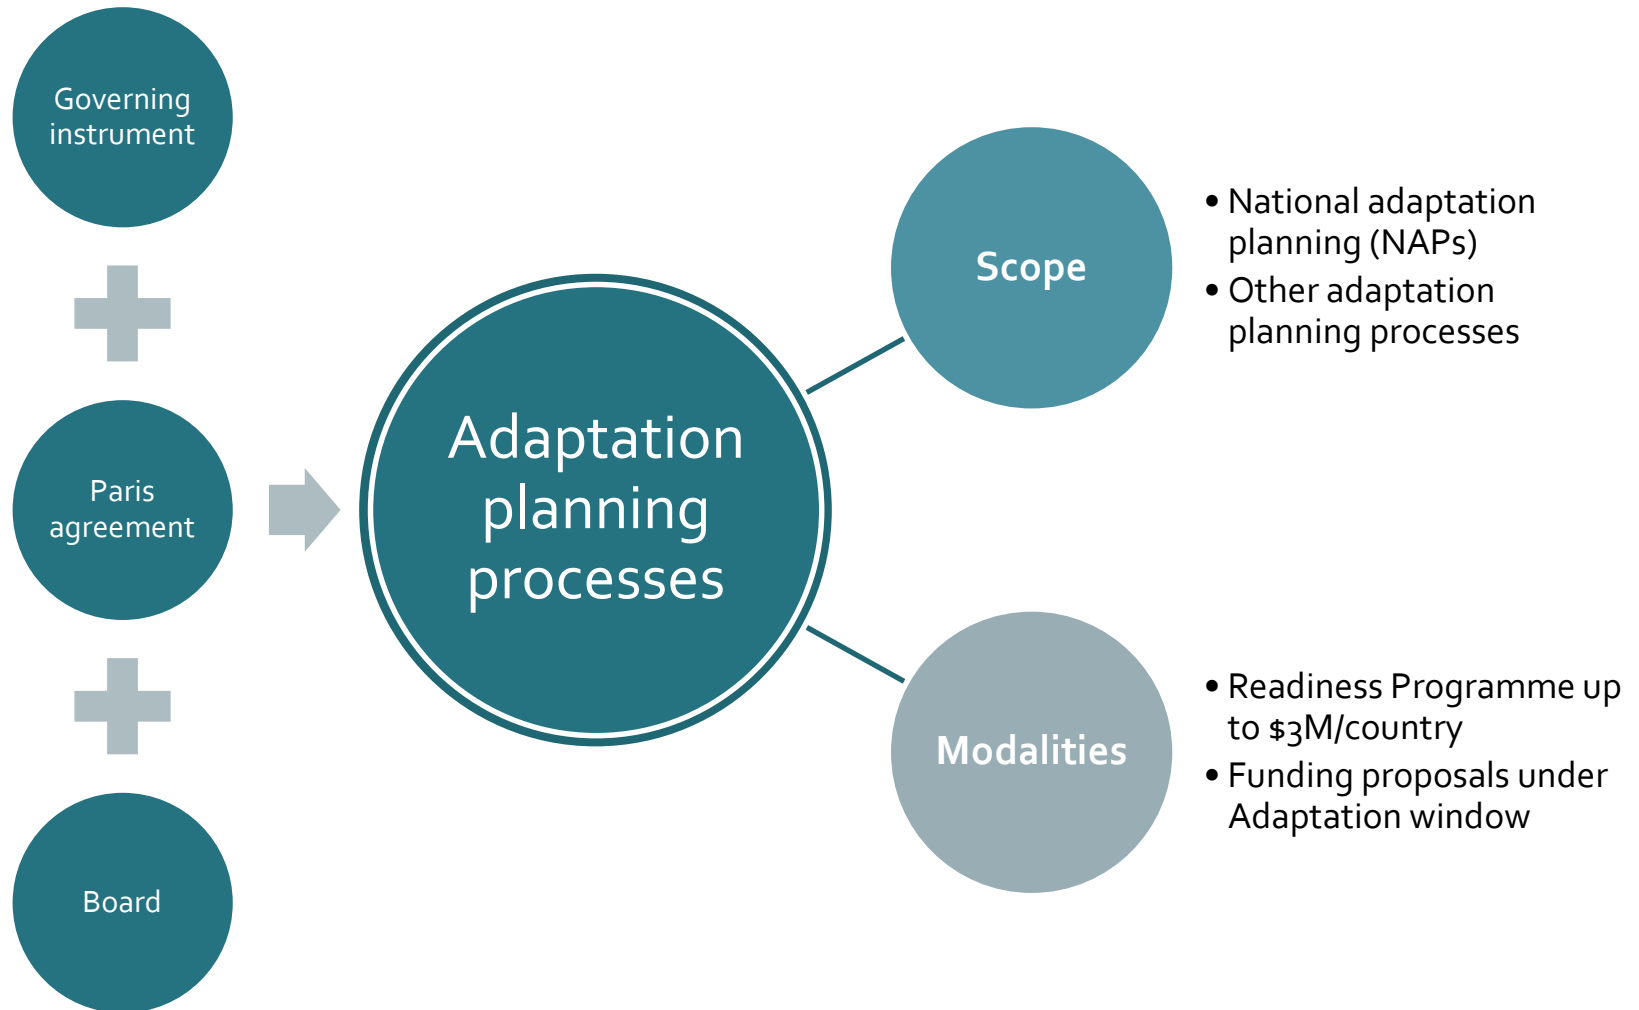 Governing
instrument
Paris
agreement
Board
Adaptation
planning
processes
Scope
• National adaptation
planning (NAPs)
• Other adaptation
planning processes
Modalities
• Readiness Programme up
to $3M/country
• Funding proposals under
Adaptation window